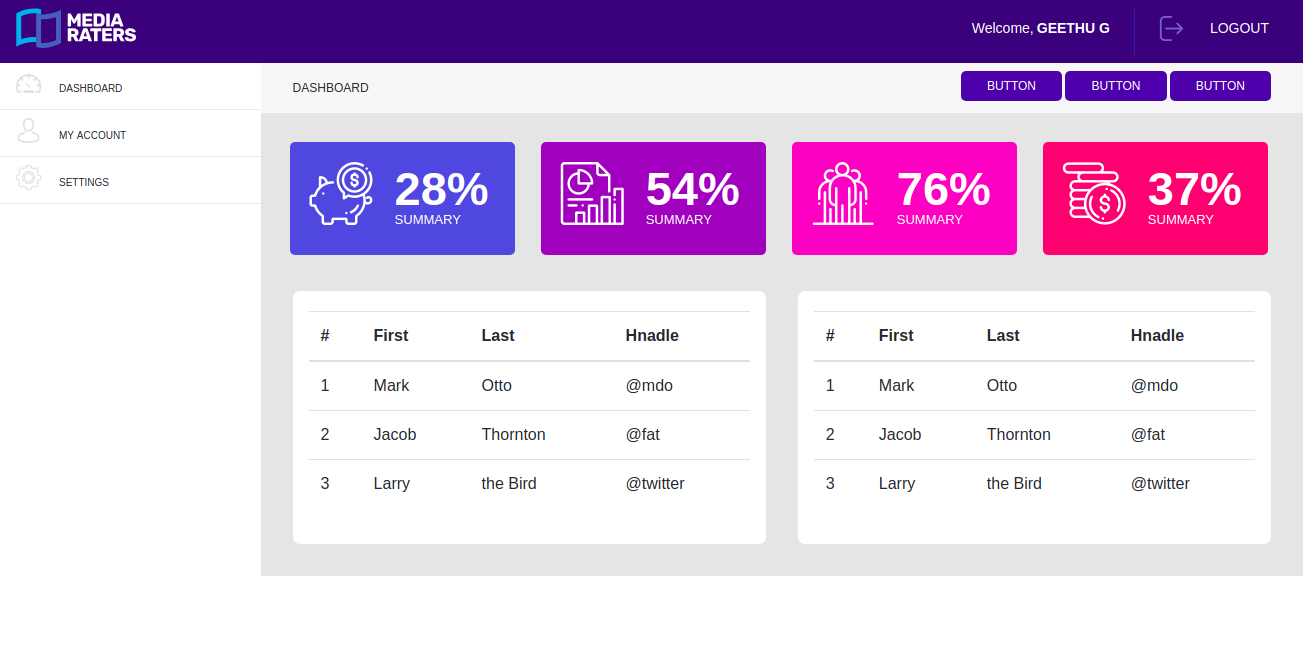 MEDIA
RATERS
Welcome, GEETHU G
LOGOUT
DASHBOARD
MY ACCOUNT
SETTINGS
DASHBOARD
BUTTON BUTTON BUTTON
28%
SUMMARY
54%
SUMMARY
76%
SUMMARY
37%
SUMMARY
# First Last Hnadle
1 Mark Otto @mdo
2 Jacob Thornton @fat
3 Larry the Bird @twitter
# First Last Hnadle
1 Mark Otto @mdo
2 Jacob Thornton @fat
3 Larry the Bird @twitter